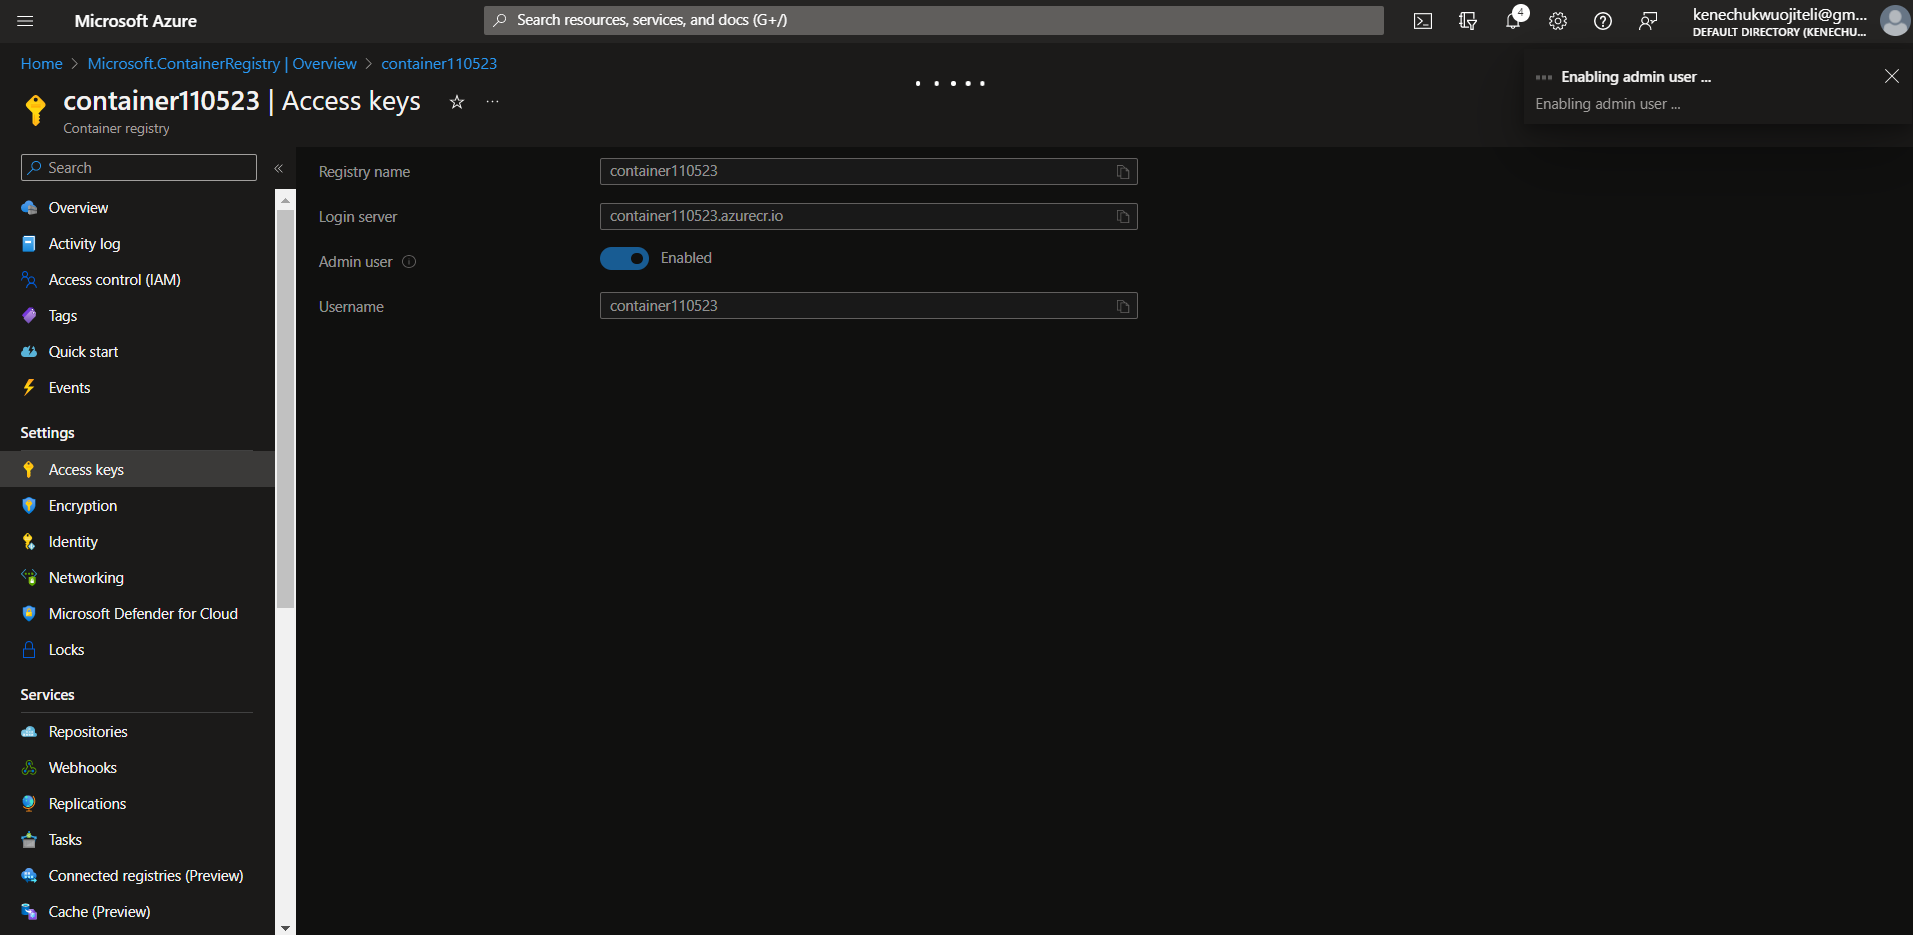 Microsoft Azure
Search resources, services, and docs (G+/)
4
kenechukwuojiteli@gm...
DEFAULT DIRECTORY (KENECHU...
Home > Microsoft.ContainerRegistry | Overview > container110523
container110523 | Access keys
Container registry
Enabling admin user ...
Enabling admin user ...
Search
Overview
Activity log
Access control (IAM)
Tags
Quick start
Events
Settings
Access keys
Encryption
Identity
Networking
Microsoft Defender for Cloud
Locks
Services
Repositories
Webhooks
Replications
Tasks
Connected registries (Preview)
Cache (Preview)
Registry name
container110523
Login server
container110523.azurecr.io
Admin user
Enabled
Username
container110523